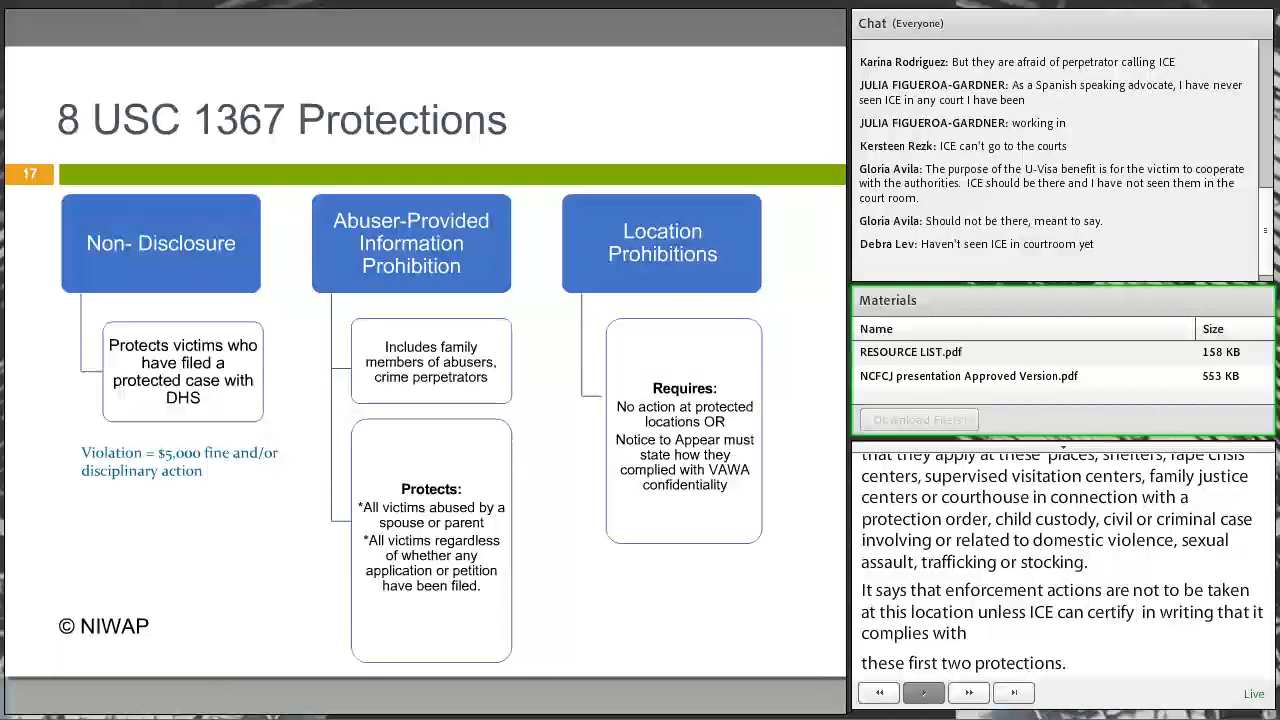 8 USC 1367 Protections
17
Non- Disclosure
Protects victims who
have filed a
protected case with
DHS
Violation = $5,000 fine and/or
disciplinary action
Abuser-Provided
Information
Prohibition
Includes family
members of abusers,
crime perpetrators
Protects:
*All victims abused by a
spouse or parent
*All victims regardless
of whether any
application or petition
have been filed.
Location
Prohibitions
Requires:
No action at protected
locations OR
Notice to Appear must
state how they
complied with VAWA
confidentiality
© NIWAP
Chat (Everyone)
Karina Rodriguez: But they are afraid of perpetrator calling ICE
JULIA FIGUEROA-GARDNER: As a Spanish speaking advocate, I have never
seen ICE in any court I have been
JULIA FIGUEROA-GARDNER: working in
Kersteen Rezk: ICE can't go to the courts
Gloria Avila: The purpose of the U-Visa benefit is for the victim to cooperate
with the authorities. ICE should be there and I have not seen them in the
court room.
Gloria Avila: Should not be there, meant to say.
Debra Lev: Haven't seen ICE in courtroom yet
Materials
Name Size
RESOURCE LIST.pdf 158 KB
NCFCJ presentation Approved Version.pdf 553 KB
Download File(s)
that they apply at these places, shelters, rape crisis
centers, supervised visitation centers, family justice
centers or courthouse in connection with a
protection order, child custody, civil or criminal case
involving or related to domestic violence, sexual
assault, trafficking or stocking.
It says that enforcement actions are not to be taken
at this location unless ICE can certify in writing that it
complies with
these first two protections.
Live